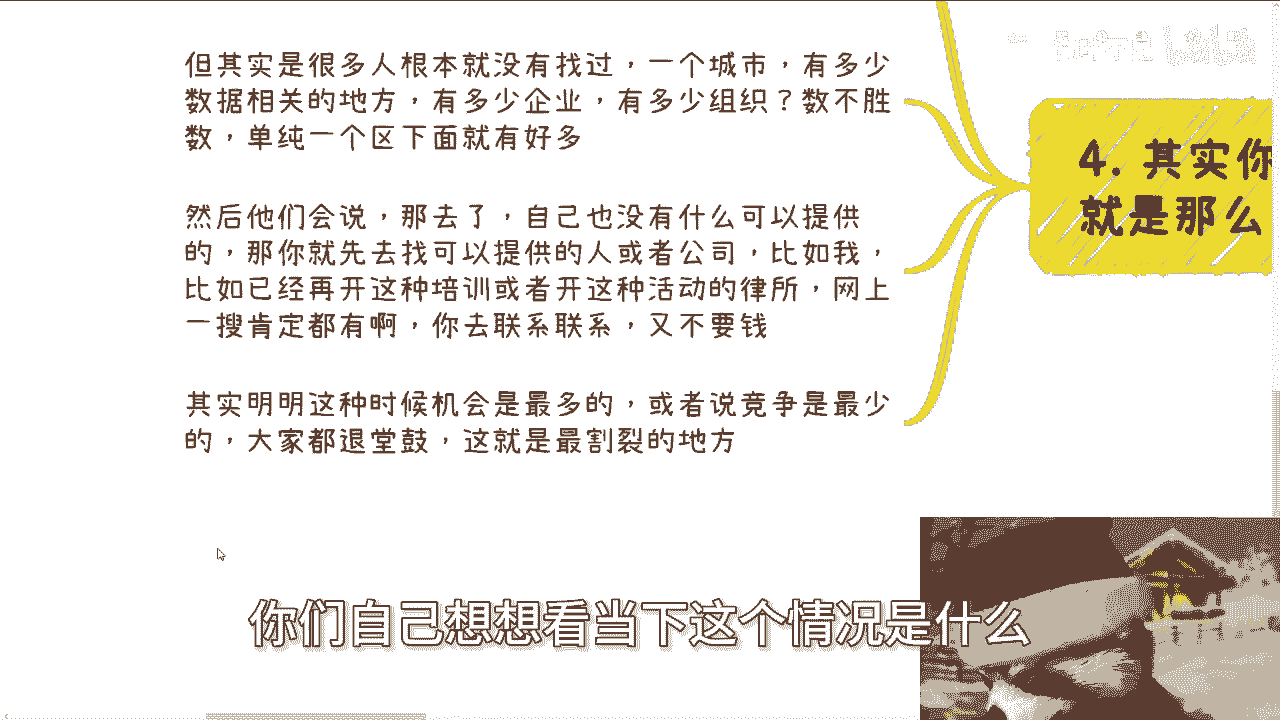 但其实是很多人根本就没有找过，一个城市，有多少
数据相关的地方，有多少企业，有多少组织？数不胜
数，单纯一个区下面就有好多
然后他们会说，那去了，自己也没有什么可以提供
的，那你就先去找可以提供的人或者公司，比如我，
比如已经再开这种培训或者开这种活动的律所，网上
一搜肯定都有啊，你去联系联系，又不要钱
其实明明这种时候机会是最多的，或者说竞争是最少
的，大家都退堂鼓，这就是最割裂的地方
4. 其实你
就是那么
你们自己想想看当下这个情况是什么